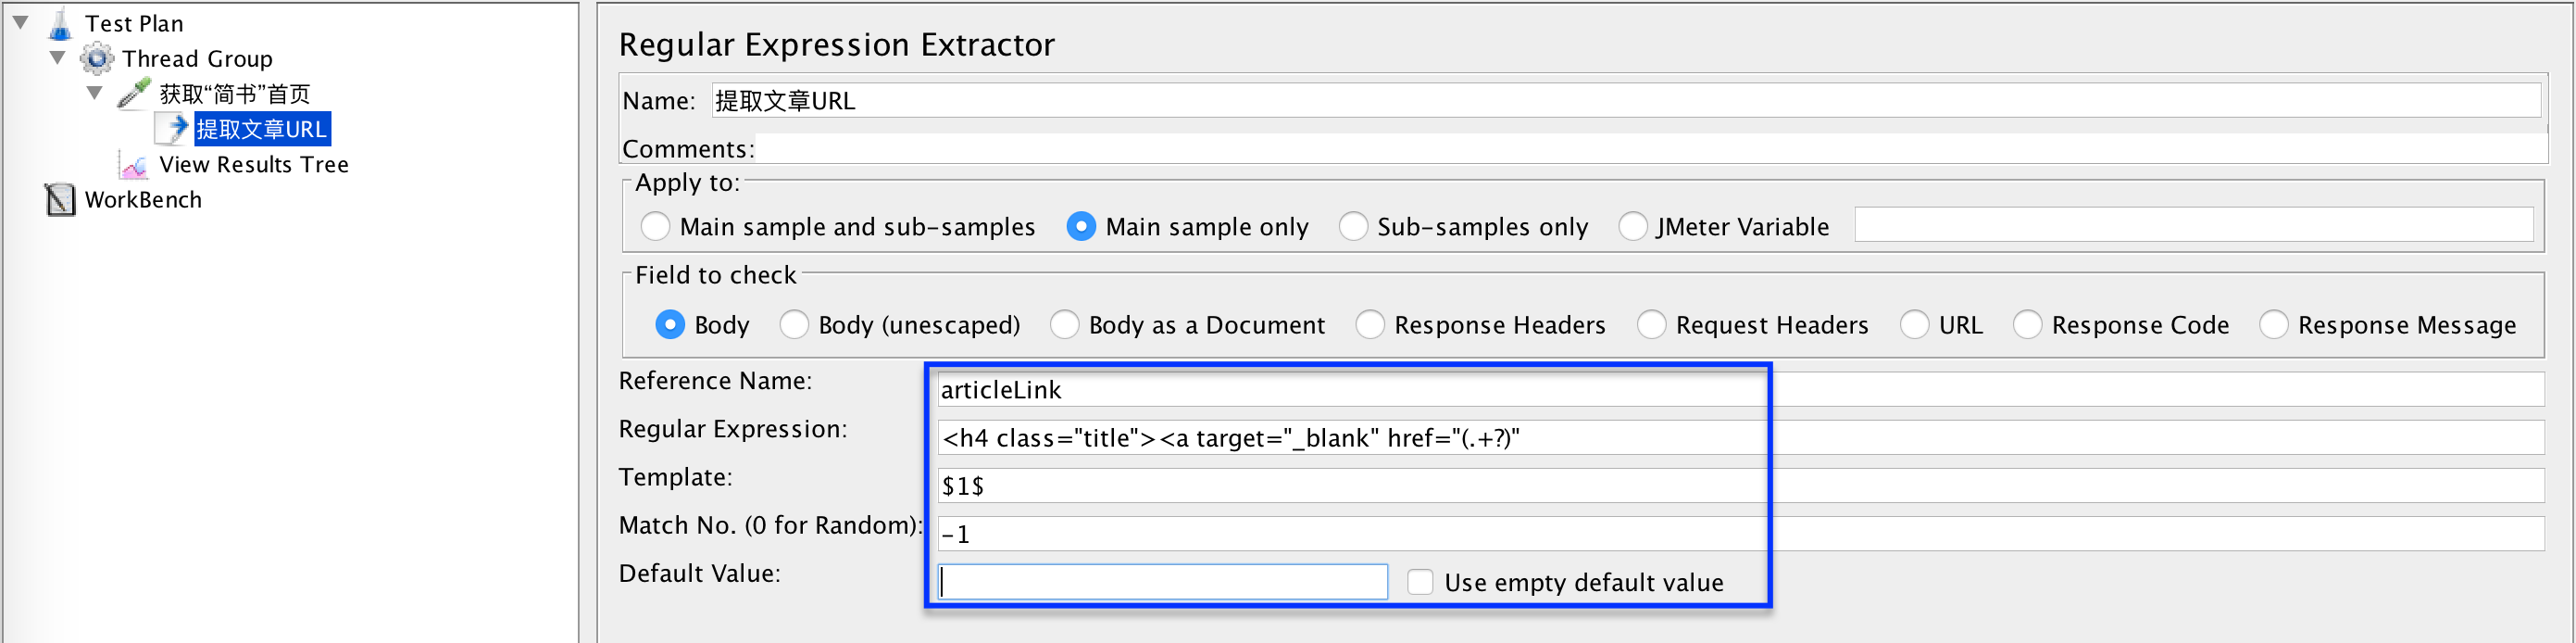 Test Plan
Thread Group
获取“简书”首页
提取文章URL
View Results Tree
WorkBench
Regular Expression Extractor
Name: 提取文章URL
Comments:
Apply to:
Main sample and sub-samples Main sample only Sub-samples only JMeter Variable
Field to check
Body Body (unescaped) Body as a Document Response Headers Request Headers URL Response Code Response Message
Reference Name: articleLink
Regular Expression: <h4 class="title"><a target="_blank" href="(.+?)"
Template: $1$
Match No. (0 for Random): -1
Default Value: Use empty default value